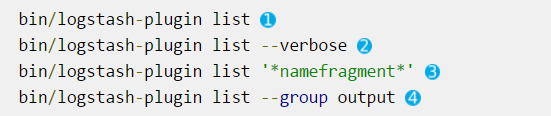 bin/logstash-plugin list 1
bin/logstash-plugin list --verbose 2
bin/logstash-plugin list '*namefragment*' 3
bin/logstash-plugin list --group output 4